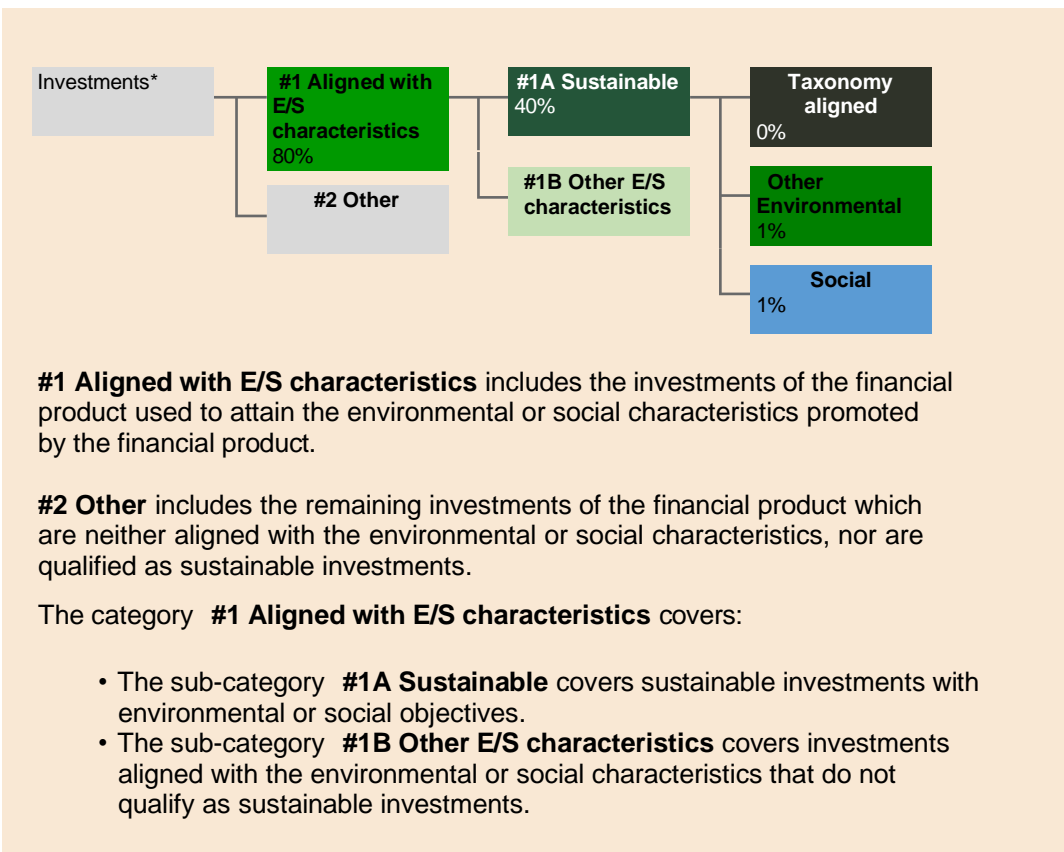 Investments*
#1 Aligned with
E/S
characteristics
80%
#2 Other
#1A Sustainable
40%
#1B Other E/S
characteristics
Taxonomy
aligned
0%
Other
Environmental
1%
Social
1%
#1 Aligned with E/S characteristics includes the investments of the financial
product used to attain the environmental or social characteristics promoted
by the financial product.
#2 Other includes the remaining investments of the financial product which
are neither aligned with the environmental or social characteristics, nor are
qualified as sustainable investments.
The category #1 Aligned with E/S characteristics covers:
• The sub-category #1A Sustainable covers sustainable investments with
environmental or social objectives.
• The sub-category #1B Other E/S characteristics covers investments
aligned with the environmental or social characteristics that do not
qualify as sustainable investments.